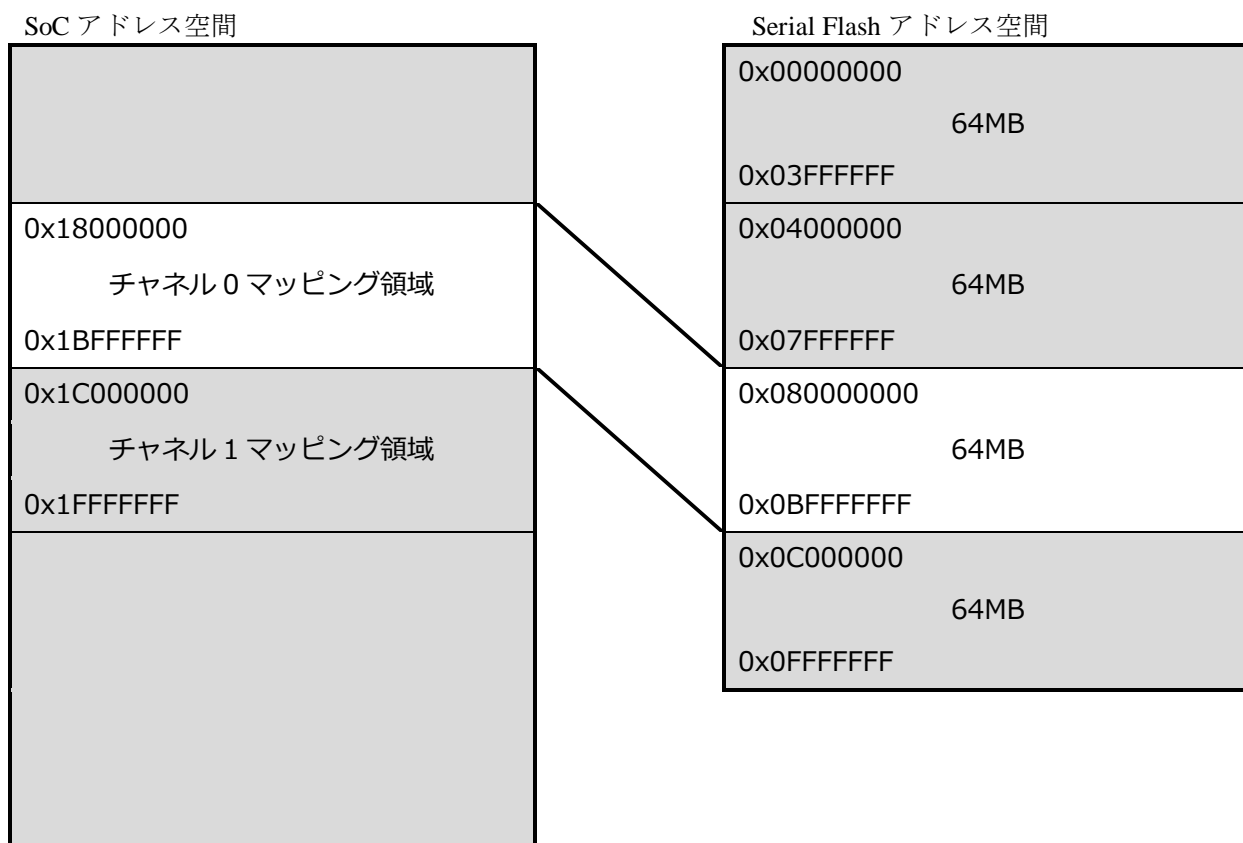 SoC アドレス空間
0x18000000
チャネル 0 マッピング領域
0x1BFFFFFF
0x1C000000
チャネル 1 マッピング領域
0x1FFFFFFF
Serial Flash アドレス空間
0x00000000
64MB
0x03FFFFFF
0x04000000
64MB
0x07FFFFFF
0x080000000
64MB
0x0BFFFFFFF
0x0C000000
64MB
0x0FFFFFFF